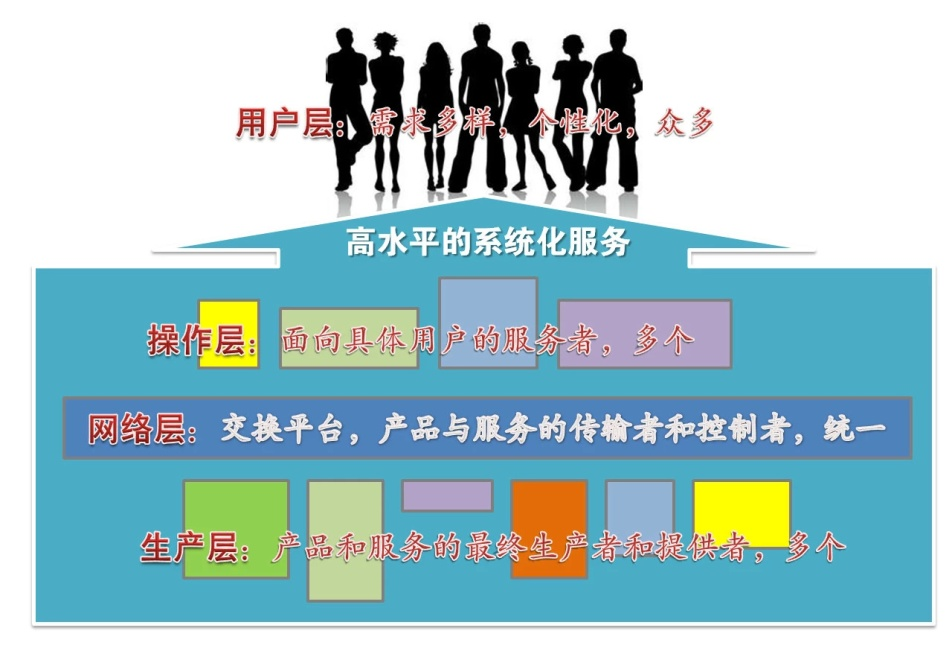 用户层：需求多样，个性化，众多
高水平的系统化服务
操作层：面向具体用户的服务者，多个
网络层：交换平台，产品与服务的传输者和控制者，统一
生产层：产品和服务的最终生产者和提供者，多个